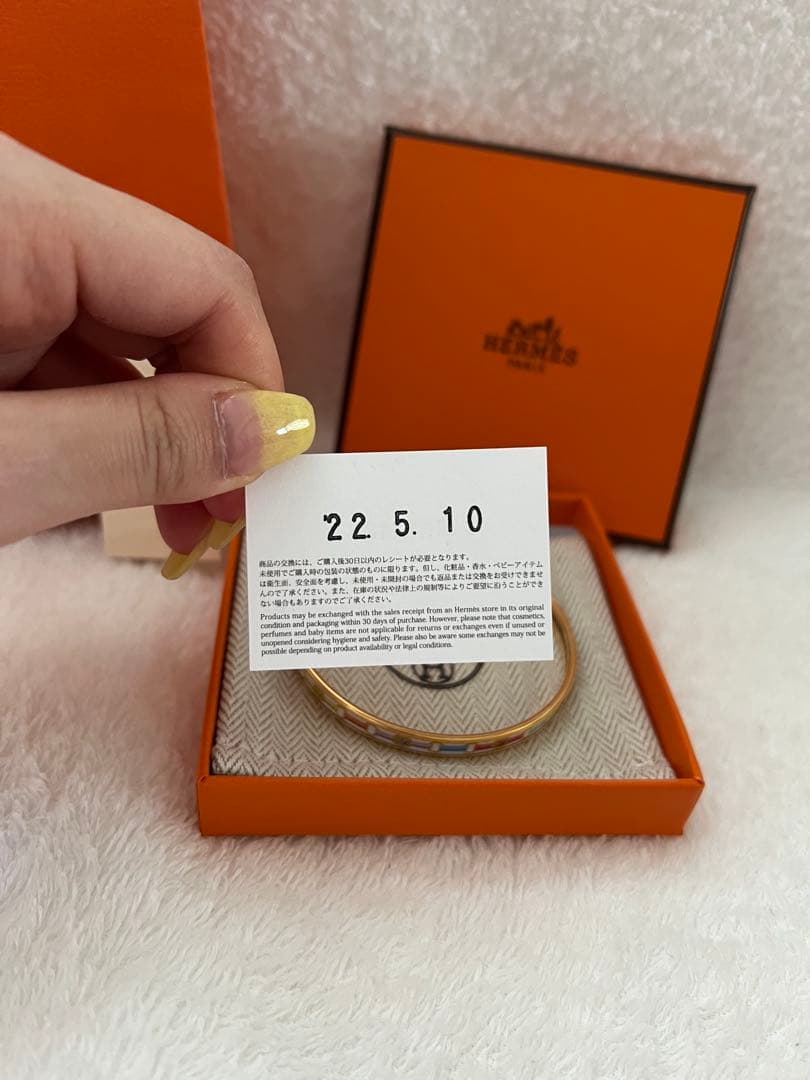 HERMÈS
PARIS
'22. 5. 10
商品の交換には、ご購入後30日以内のレシートが必要となります。
未使用でご購入時の包装の状態のものに限ります。但し、化粧品・香水・ベビーアイテム
は衛生面、安全面を考慮し、未使用・未開封の場合でも返品または交換をお受けできませ
んので了承ください。また、在庫の状況や法律上の規制等によりご要望に沿うことができ
ない場合もありますのでご了承ください。
Products may be exchanged with the sales receipt from an Hermès store in its original
condition and packaging within 30 days of purchase. However, please note that cosmetics,
perfumes and baby items are not applicable for returns or exchanges even if unused or
unopened considering hygiene and safety. Please also be aware some exchanges may not be
possible depending on product availability or legal conditions.
H